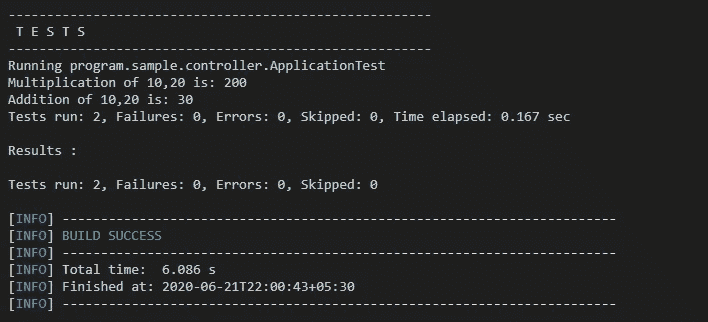 -------------------------------------------------------
 T E S T S
-------------------------------------------------------
Running program.sample.controller.ApplicationTest
Multiplication of 10,20 is: 200
Addition of 10,20 is: 30
Tests run: 2, Failures: 0, Errors: 0, Skipped: 0, Time elapsed: 0.167 sec

Results :

Tests run: 2, Failures: 0, Errors: 0, Skipped: 0

[INFO] ------------------------------------------------------------------------
[INFO] BUILD SUCCESS
[INFO] ------------------------------------------------------------------------
[INFO] Total time:  6.086 s
[INFO] Finished at: 2020-06-21T22:00:43+05:30
[INFO] ------------------------------------------------------------------------